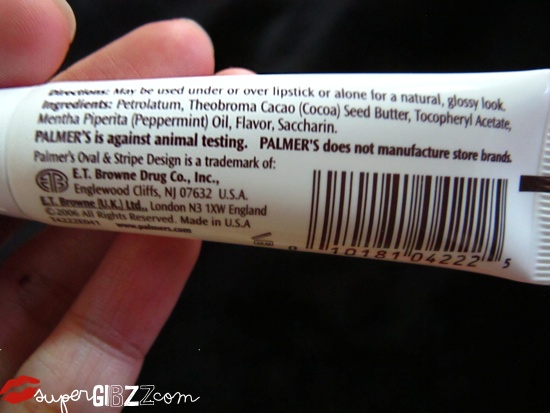 Directions: May be used under or over lipstick or alone for a natural, glossy look.
Ingredients: Petrolatum, Theobroma Cacao (Cocoa) Seed Butter, Tocopheryl Acetate,
Mentha Piperita (Peppermint) Oil, Flavor, Saccharin.
PALMER'S is against animal testing. PALMER'S does not manufacture store brands.
Palmer's Oval & Stripe Design is a trademark of:
EB E.T. Browne Drug Co., Inc.,
Englewood Cliffs, NJ 07632 U.S.A.
E.T. Browne (U.K.) Ltd., London N3 1XW England
©2006 All Rights Reserved. Made in U.S.A
www.palmers.com
0 10181 04222 5
superGIBZZcom